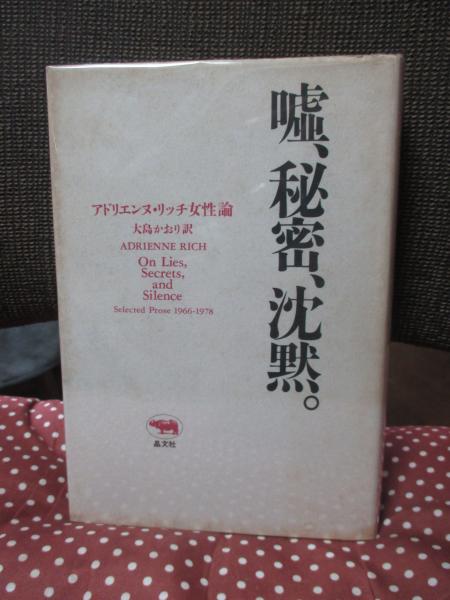 嘘、秘密、沈黙。
アドリエンヌ・リッチ女性論
大島かおり訳
ADRIENNE RICH
On Lies,
Secrets,
and
Silence
Selected Prose 1966-1978
晶文社